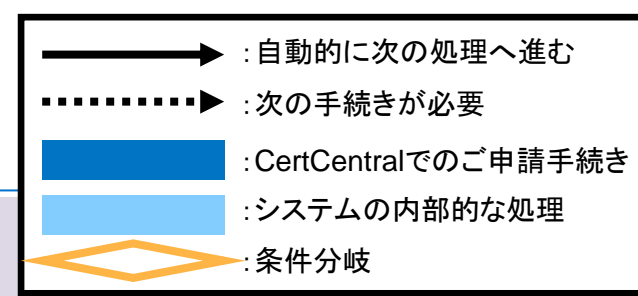 :自動的に次の処理へ進む
:次の手続きが必要
:CertCentralでのご申請手続き
:システムの内部的な処理
:条件分岐